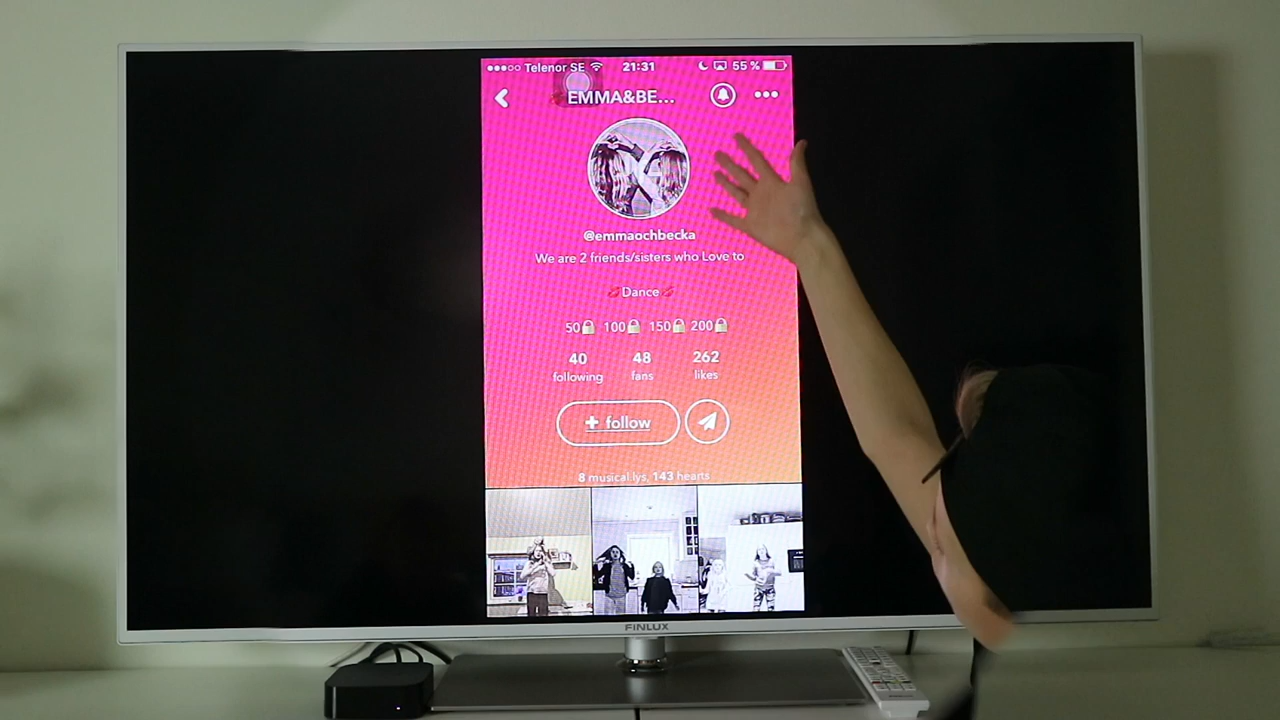 Telenor SE 21:31 55 %
EMMA&BE...
@emmaochbecka
We are 2 friends/sisters who Love to
Dance
50 100 150 200
40 48 262
following fans likes
+ follow
8 musical.lys, 143 hearts
FINLUX